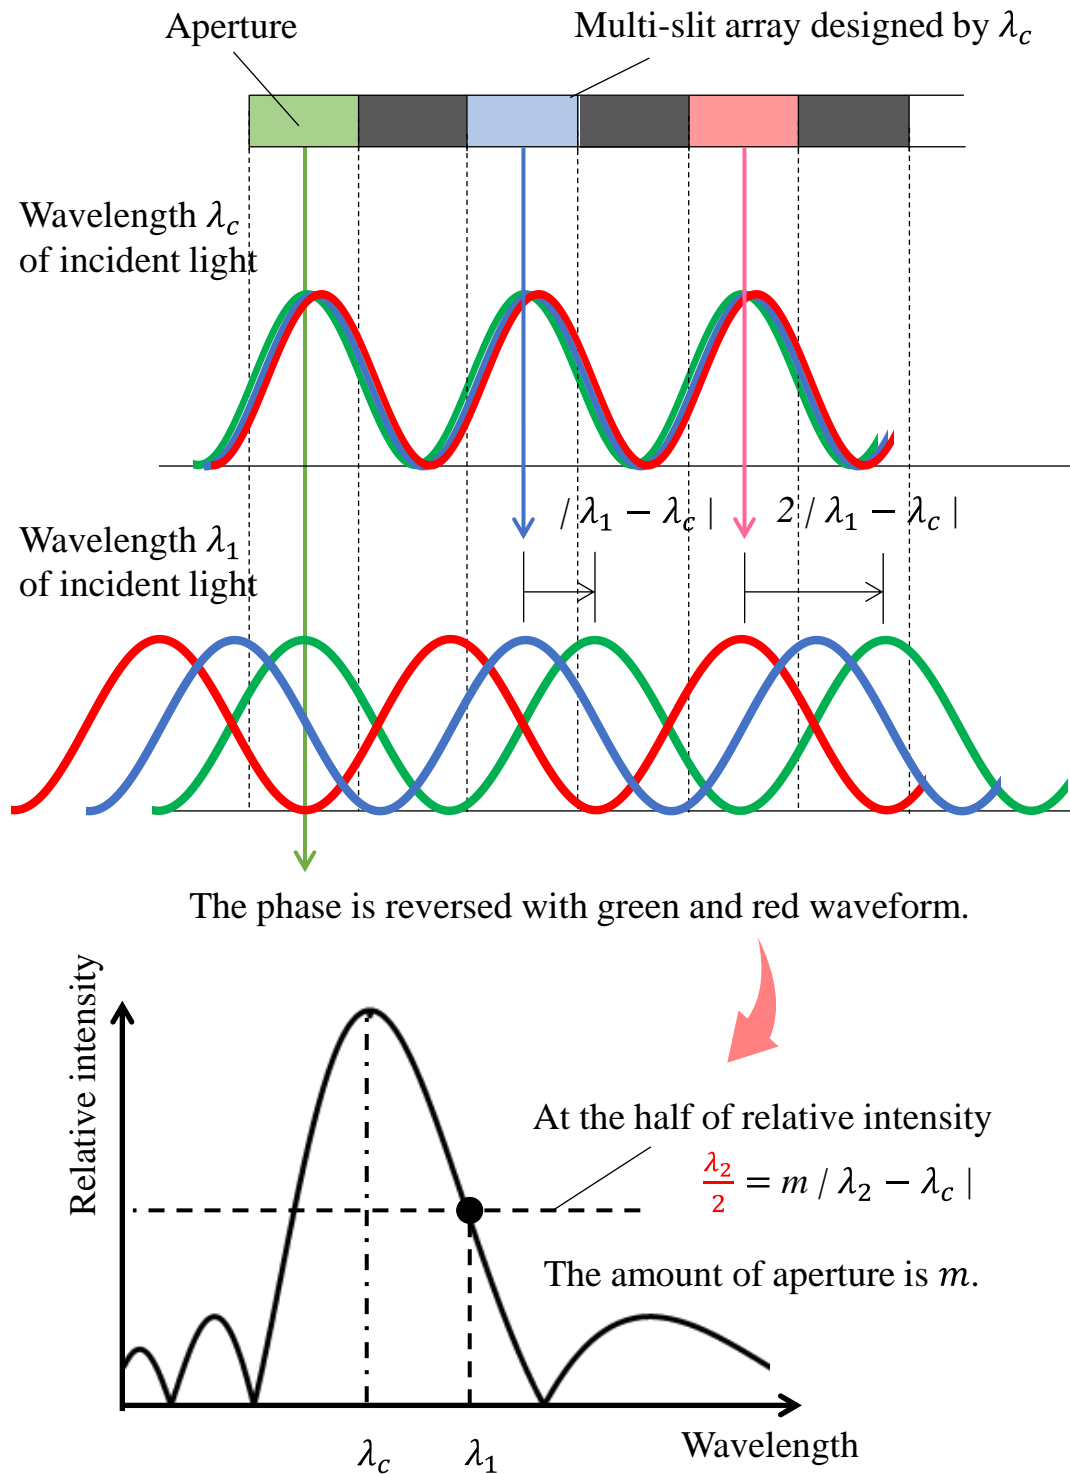 Aperture
Multi-slit array designed by λc
Wavelength λc
of incident light
/ λ1 − λc |
2 / λ1 − λc |
Wavelength λ1
of incident light
The phase is reversed with green and red waveform.
Relative intensity
At the half of relative intensity
λ2/2 = m / λ2 − λc |
The amount of aperture is m.
λc
λ1
Wavelength